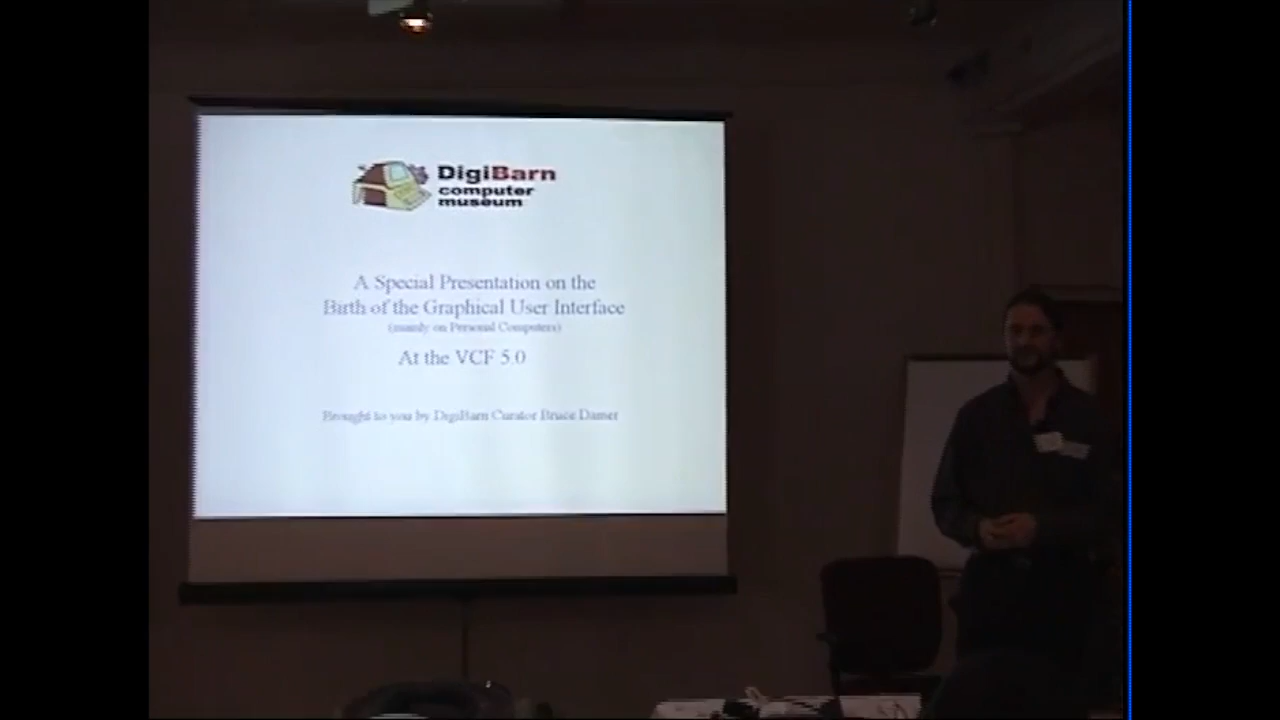 DigiBarn
computer
museum
A Special Presentation on the
Birth of the Graphical User Interface
(mainly on Personal Computers)
At the VCF 5.0
Brought to you by DigiBarn Curator Bruce Damer